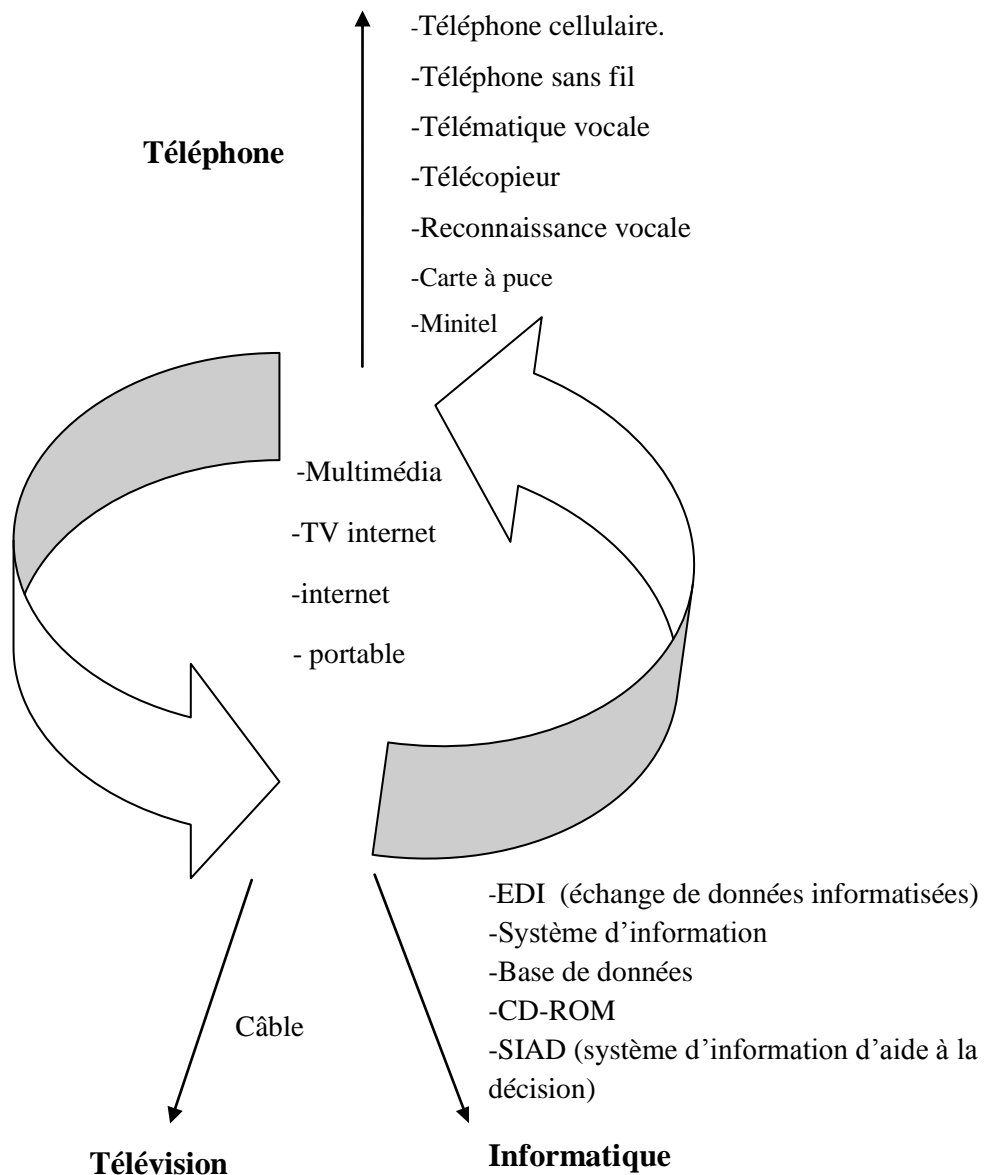 -Téléphone cellulaire.
-Téléphone sans fil
-Télématique vocale
Téléphone
-Télécopieur
-Reconnaissance vocale
-Carte à puce
-Minitel
-Multimédia
-TV internet
-internet
- portable
-EDI (échange de données informatisées)
-Système d’information
-Base de données
-CD-ROM
-SIAD (système d’information d’aide à la
décision)
Câble
Télévision
Informatique